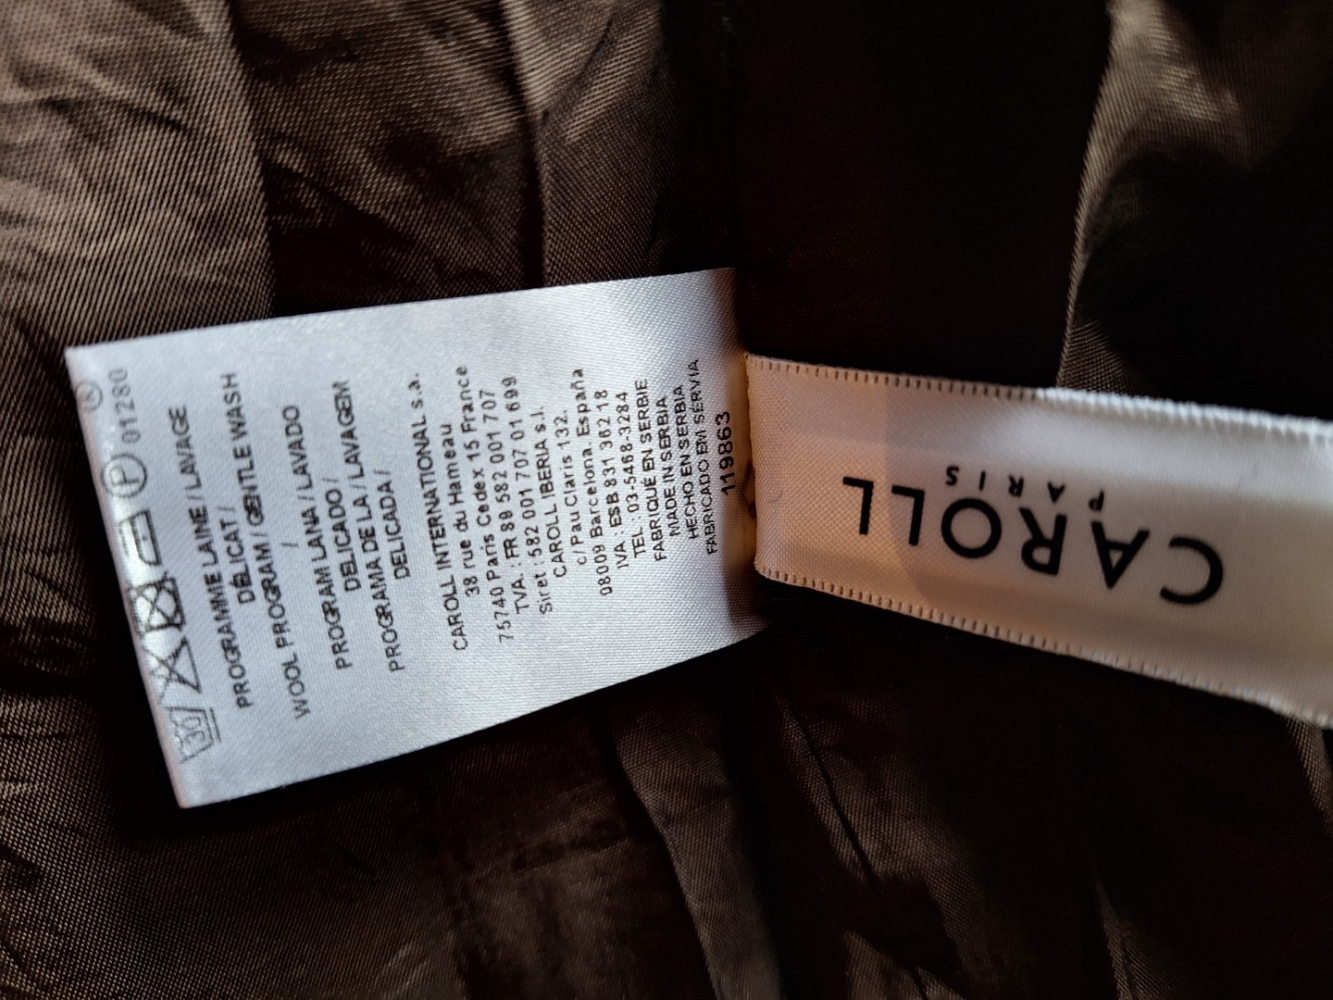 Ⓟ 01280
PROGRAMME LAINE / LAVAGE
DÉLICAT /
WOOL PROGRAM / GENTLE WASH
/
PROGRAM LANA / LAVADO
DELICADO /
PROGRAMA DE LA / LAVAGEM
DELICADA /
CAROLL INTERNATIONAL s.a.
38 rue du Hameau
75740 Paris Cedex 15 France
TVA. : FR 89 582 001 707
Siret : 582 001 707 01 699
CAROLL IBERIA s.l.
c/ Pau Claris 132.
08009 Barcelona. España
IVA : ESB 831 362 18
TEL : 03-5468-3284
FABRIQUÉ EN SERBIE
MADE IN SERBIA
HECHO EN SERBIA
FABRICADO EM SERVIA
119863
CAROLL
PARIS